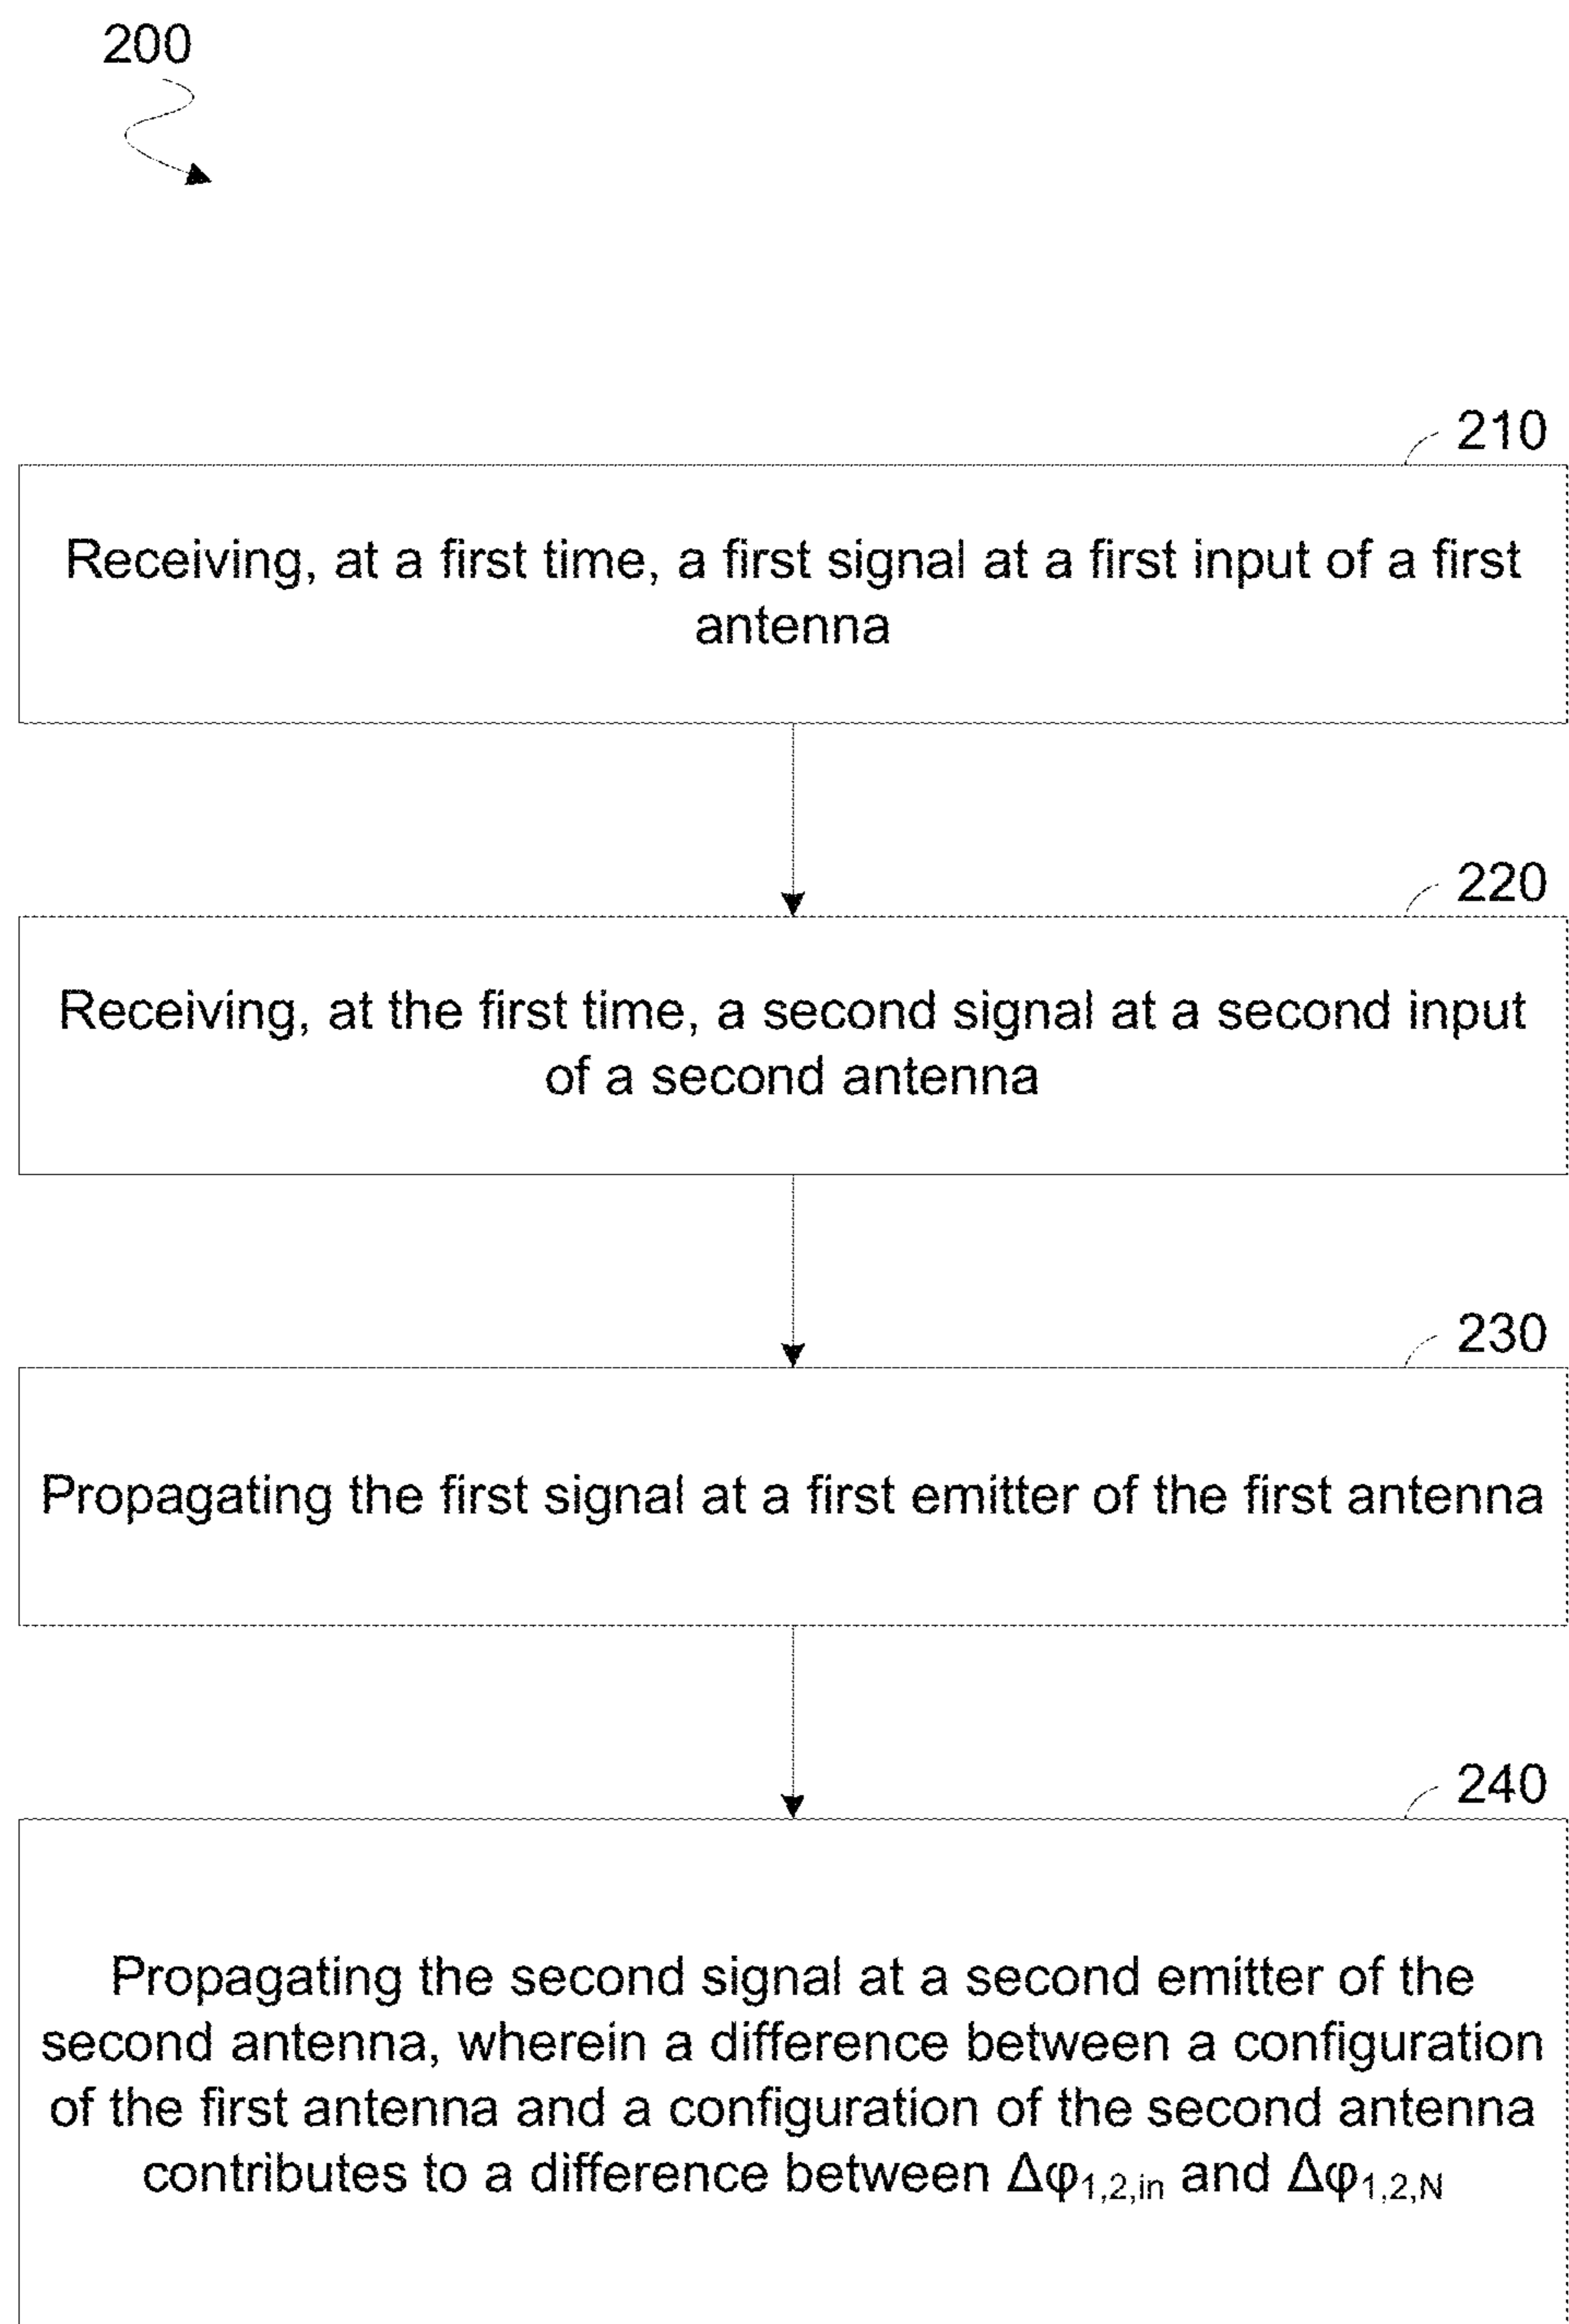 200
210
Receiving, at a first time, a first signal at a first input of a first
antenna
220
Receiving, at the first time, a second signal at a second input
of a second antenna
230
Propagating the first signal at a first emitter of the first antenna
240
Propagating the second signal at a second emitter of the
second antenna, wherein a difference between a configuration
of the first antenna and a configuration of the second antenna
contributes to a difference between Δφ1,2,in and Δφ1,2,N